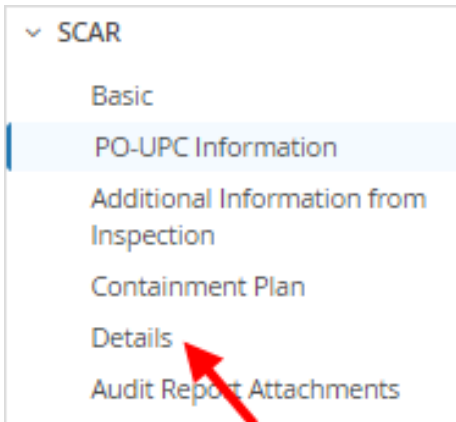 SCAR
Basic
PO-UPC Information
Additional Information from
Inspection
Containment Plan
Details
Audit Report Attachments